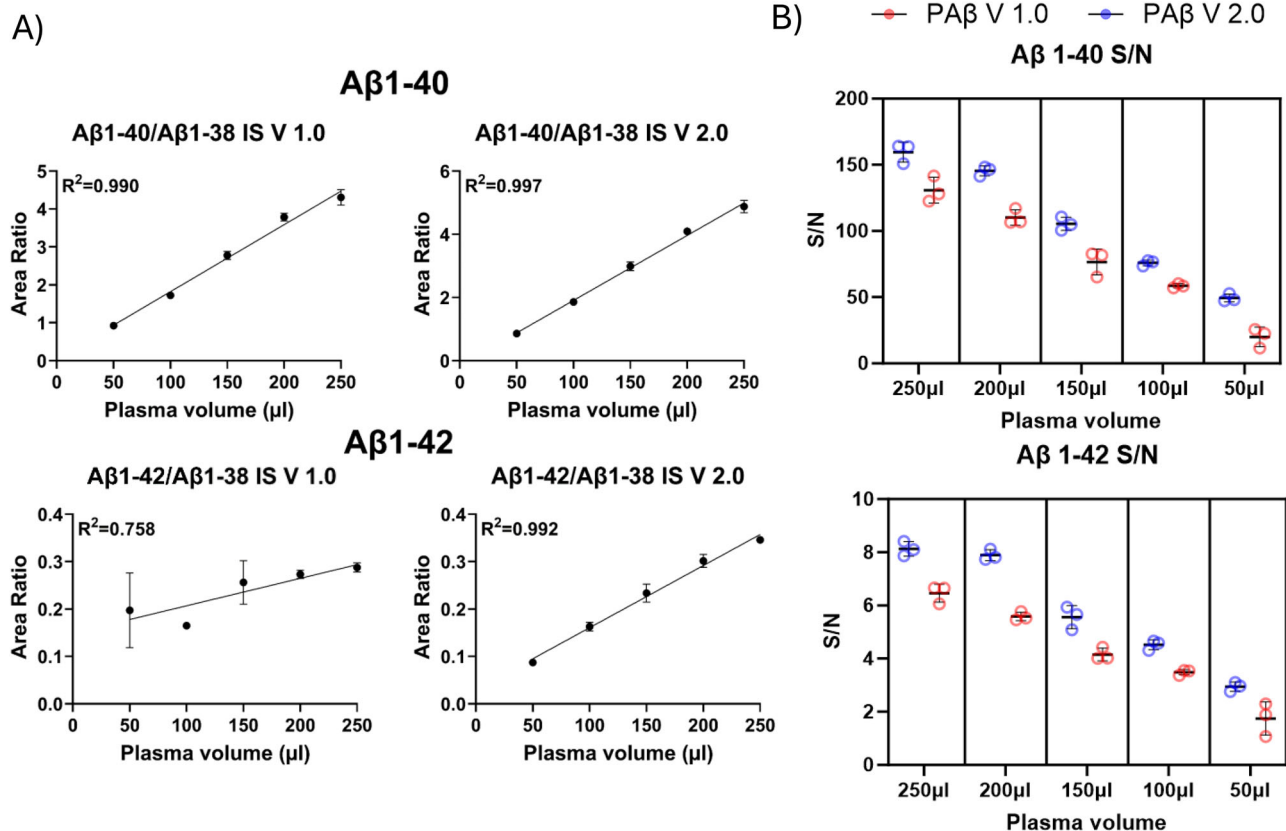 A)
Aβ1-40
Aβ1-40/Aβ1-38 IS V 1.0
R²=0.990
Area Ratio
5
4
3
2
1
0
0 50 100 150 200 250
Plasma volume (µl)
Aβ1-40/Aβ1-38 IS V 2.0
R²=0.997
Area Ratio
6
4
2
0
0 50 100 150 200 250
Plasma volume (µl)
Aβ1-42
Aβ1-42/Aβ1-38 IS V 1.0
R²=0.758
Area Ratio
0.4
0.3
0.2
0.1
0.0
0 50 100 150 200 250
Plasma volume (µl)
Aβ1-42/Aβ1-38 IS V 2.0
R²=0.992
Area Ratio
0.4
0.3
0.2
0.1
0.0
0 50 100 150 200 250
Plasma volume (µl)
B)
PAβ V 1.0 PAβ V 2.0
Aβ 1-40 S/N
S/N
200
150
100
50
0
250µl 200µl 150µl 100µl 50µl
Plasma volume
Aβ 1-42 S/N
S/N
10
8
6
4
2
0
250µl 200µl 150µl 100µl 50µl
Plasma volume